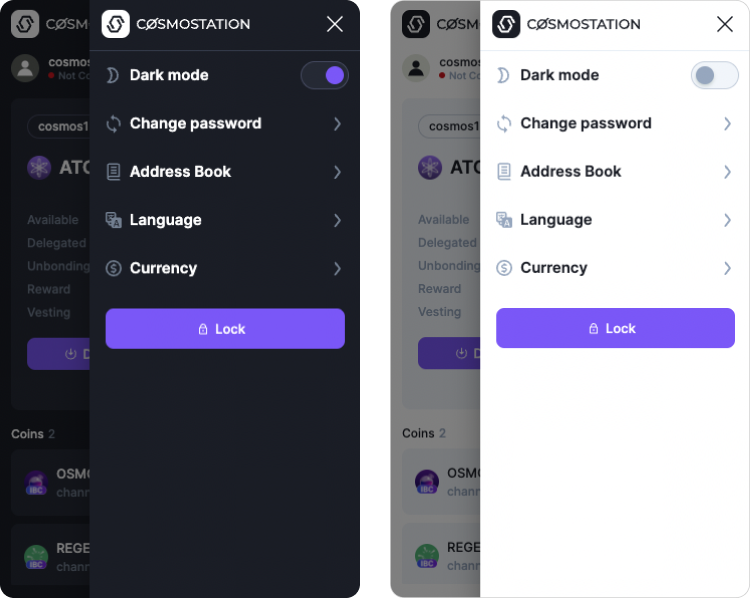 CØSM
CØSMOSTATION
cosmos
Not Co
Dark mode
cosmos1
Change password
ATO
Address Book
Available
Language
Delegated
Unbonding
Currency
Reward
Vesting
Lock
D
Coins 2
OSMO
IBC
chann
REGE
IBC
chann
CØSM
CØSMOSTATION
cosmos
Not Co
Dark mode
cosmos1
Change password
ATO
Address Book
Available
Language
Delegated
Unbonding
Currency
Reward
Vesting
Lock
D
Coins 2
OSMO
IBC
chann
REGE
IBC
chann